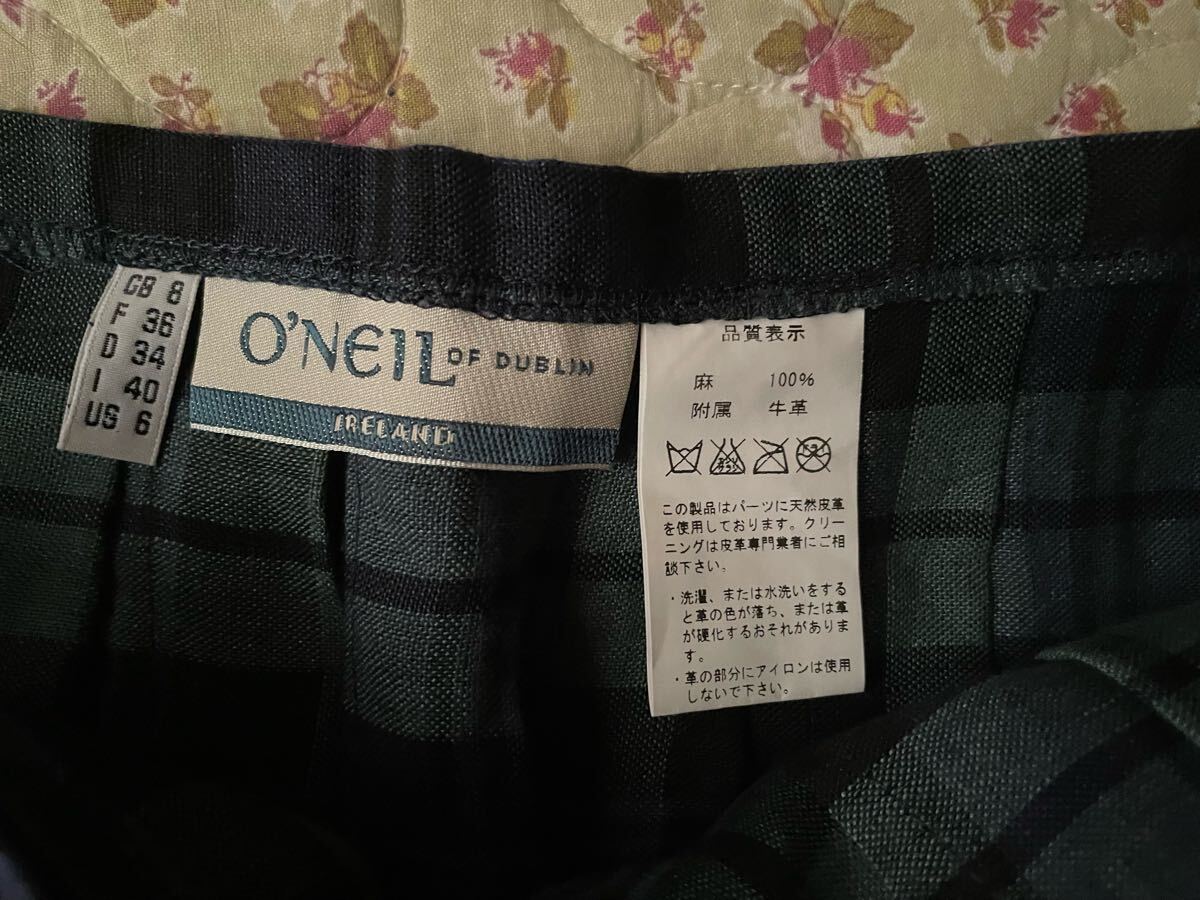 GB 8
F 36
D 34
I 40
US 6
O'NEIL OF DUBLIN
IRELAND
品質表示
麻 100%
附属 牛革
この製品はパーツに天然皮革
を使用しております。クリー
ニングは皮革専門業者にご相
談下さい。
・洗濯、または水洗いをする
と革の色が落ち、または革
が硬化するおそれがありま
す。
・革の部分にアイロンは使用
しないで下さい。